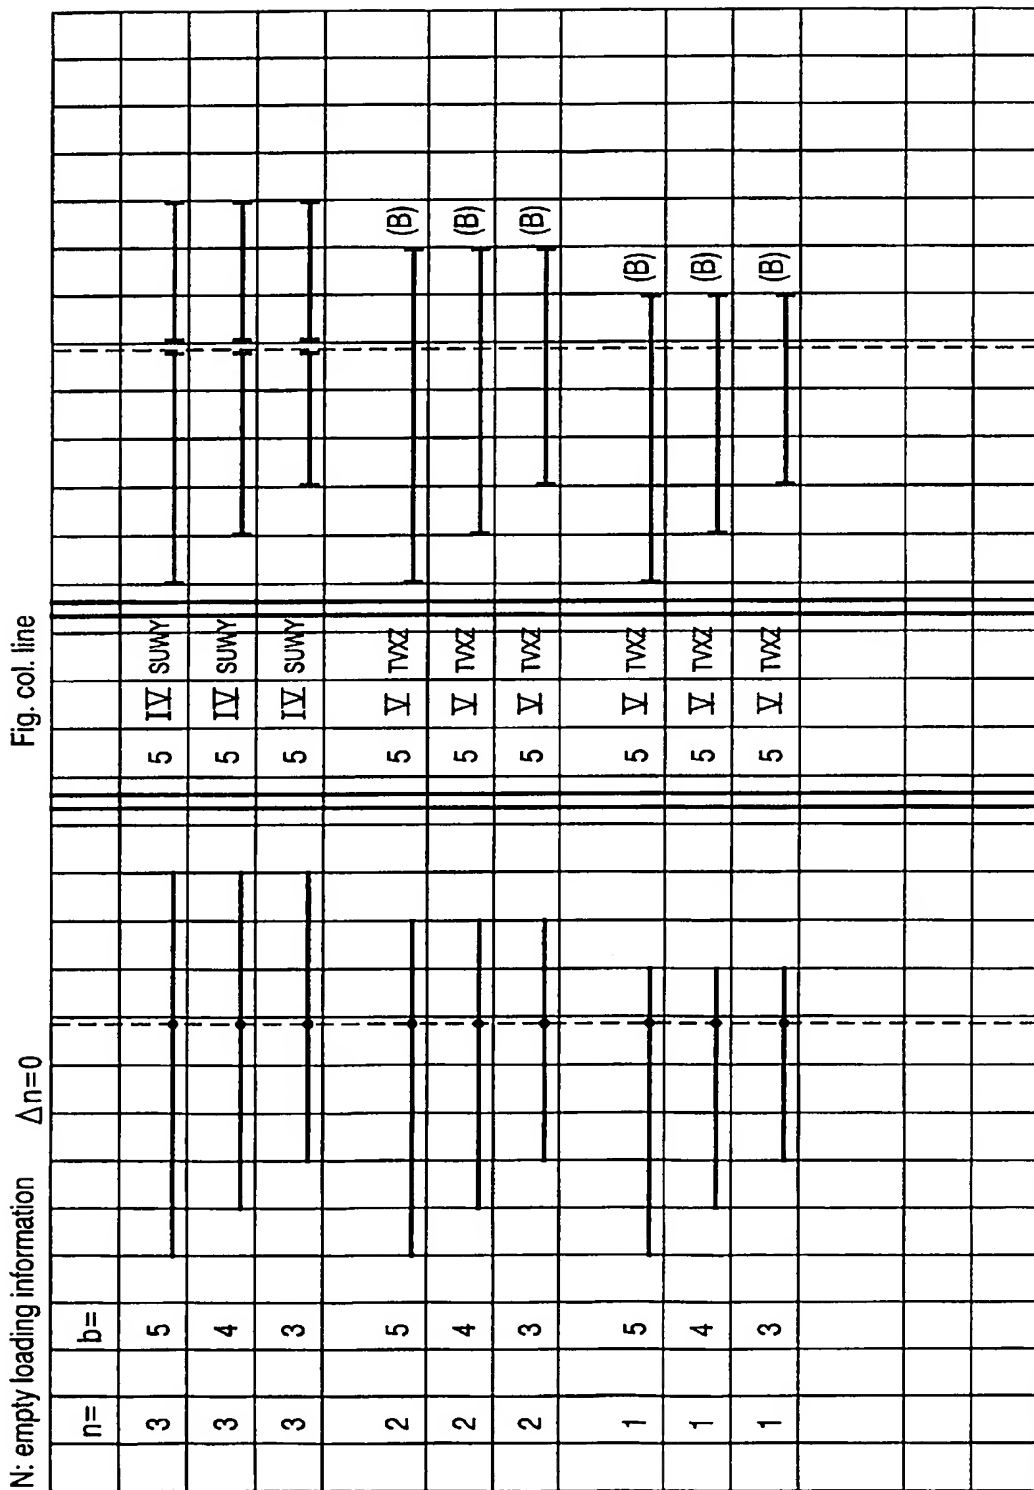 N: empty loading information Δn=0 Fig. col. line
n= b=
3 5 5 IV SUWY
3 4 5 IV SUWY
3 3 5 IV SUWY
2 5 5 V TVXZ (B)
2 4 5 V TVXZ (B)
2 3 5 V TVXZ (B)
1 5 5 V TVXZ (B)
1 4 5 V TVXZ (B)
1 3 5 V TVXZ (B)